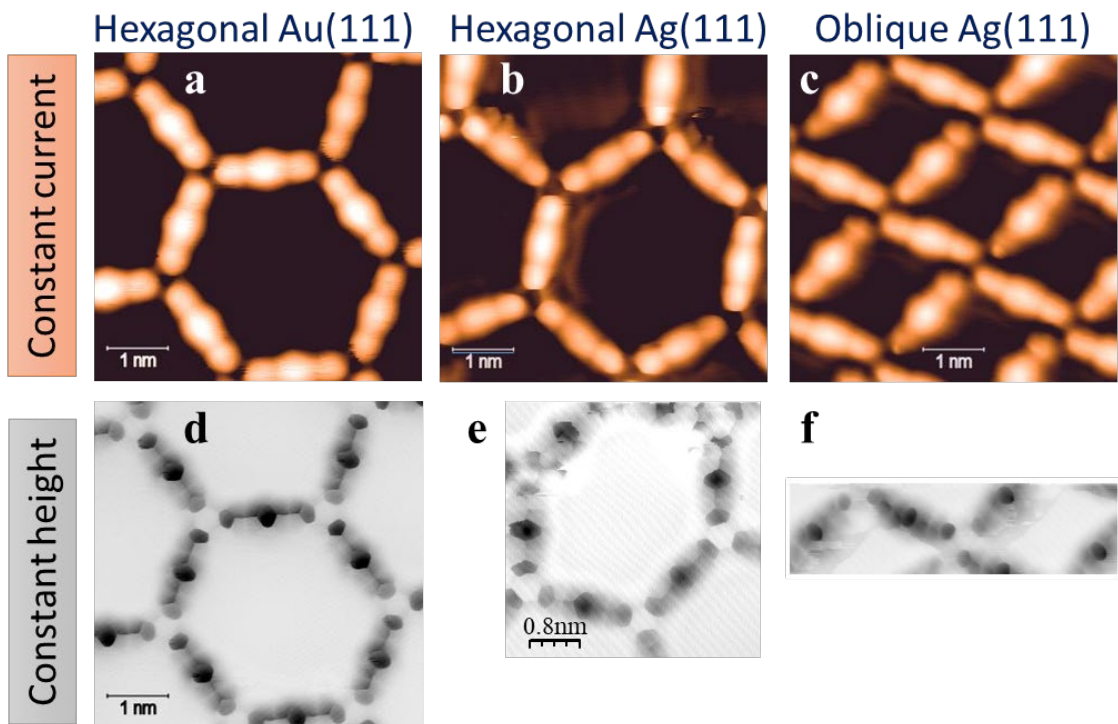 Hexagonal Au(111)
Hexagonal Ag(111)
Oblique Ag(111)
Constant current
a
b
c
1 nm
1 nm
1 nm
Constant height
d
e
f
1 nm
0.8nm